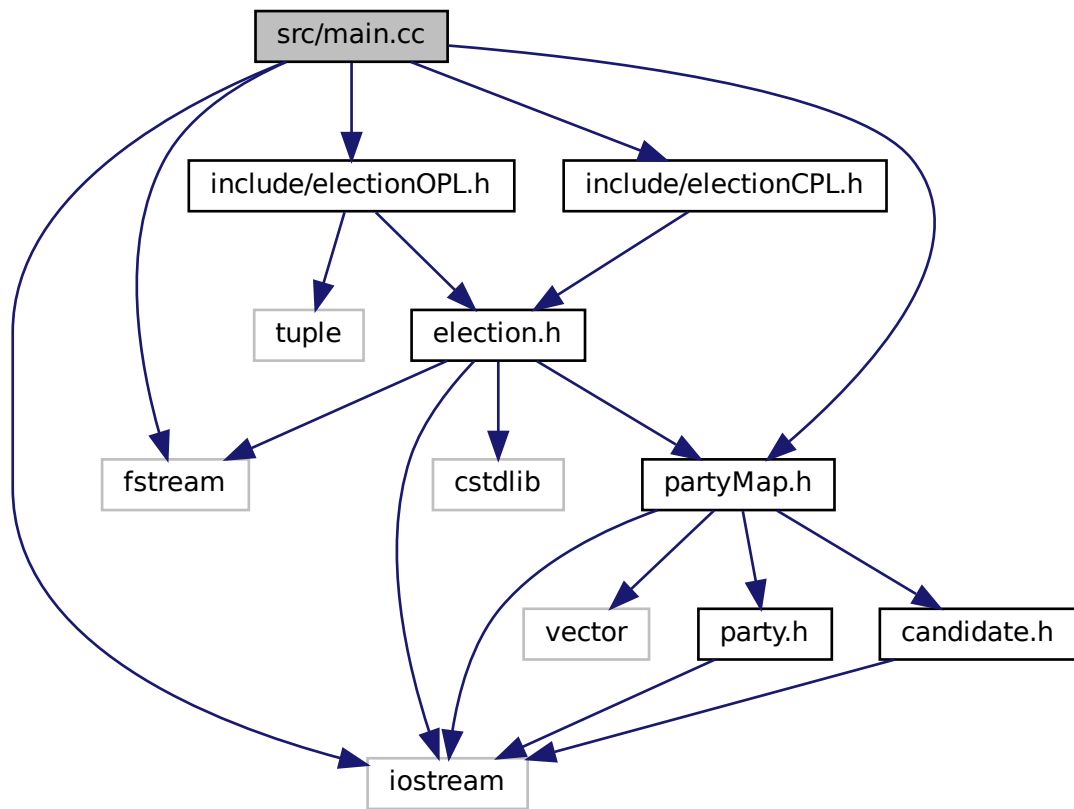 src/main.cc
include/electionOPL.h
include/electionCPL.h
tuple
election.h
fstream
cstdlib
partyMap.h
vector
party.h
candidate.h
iostream